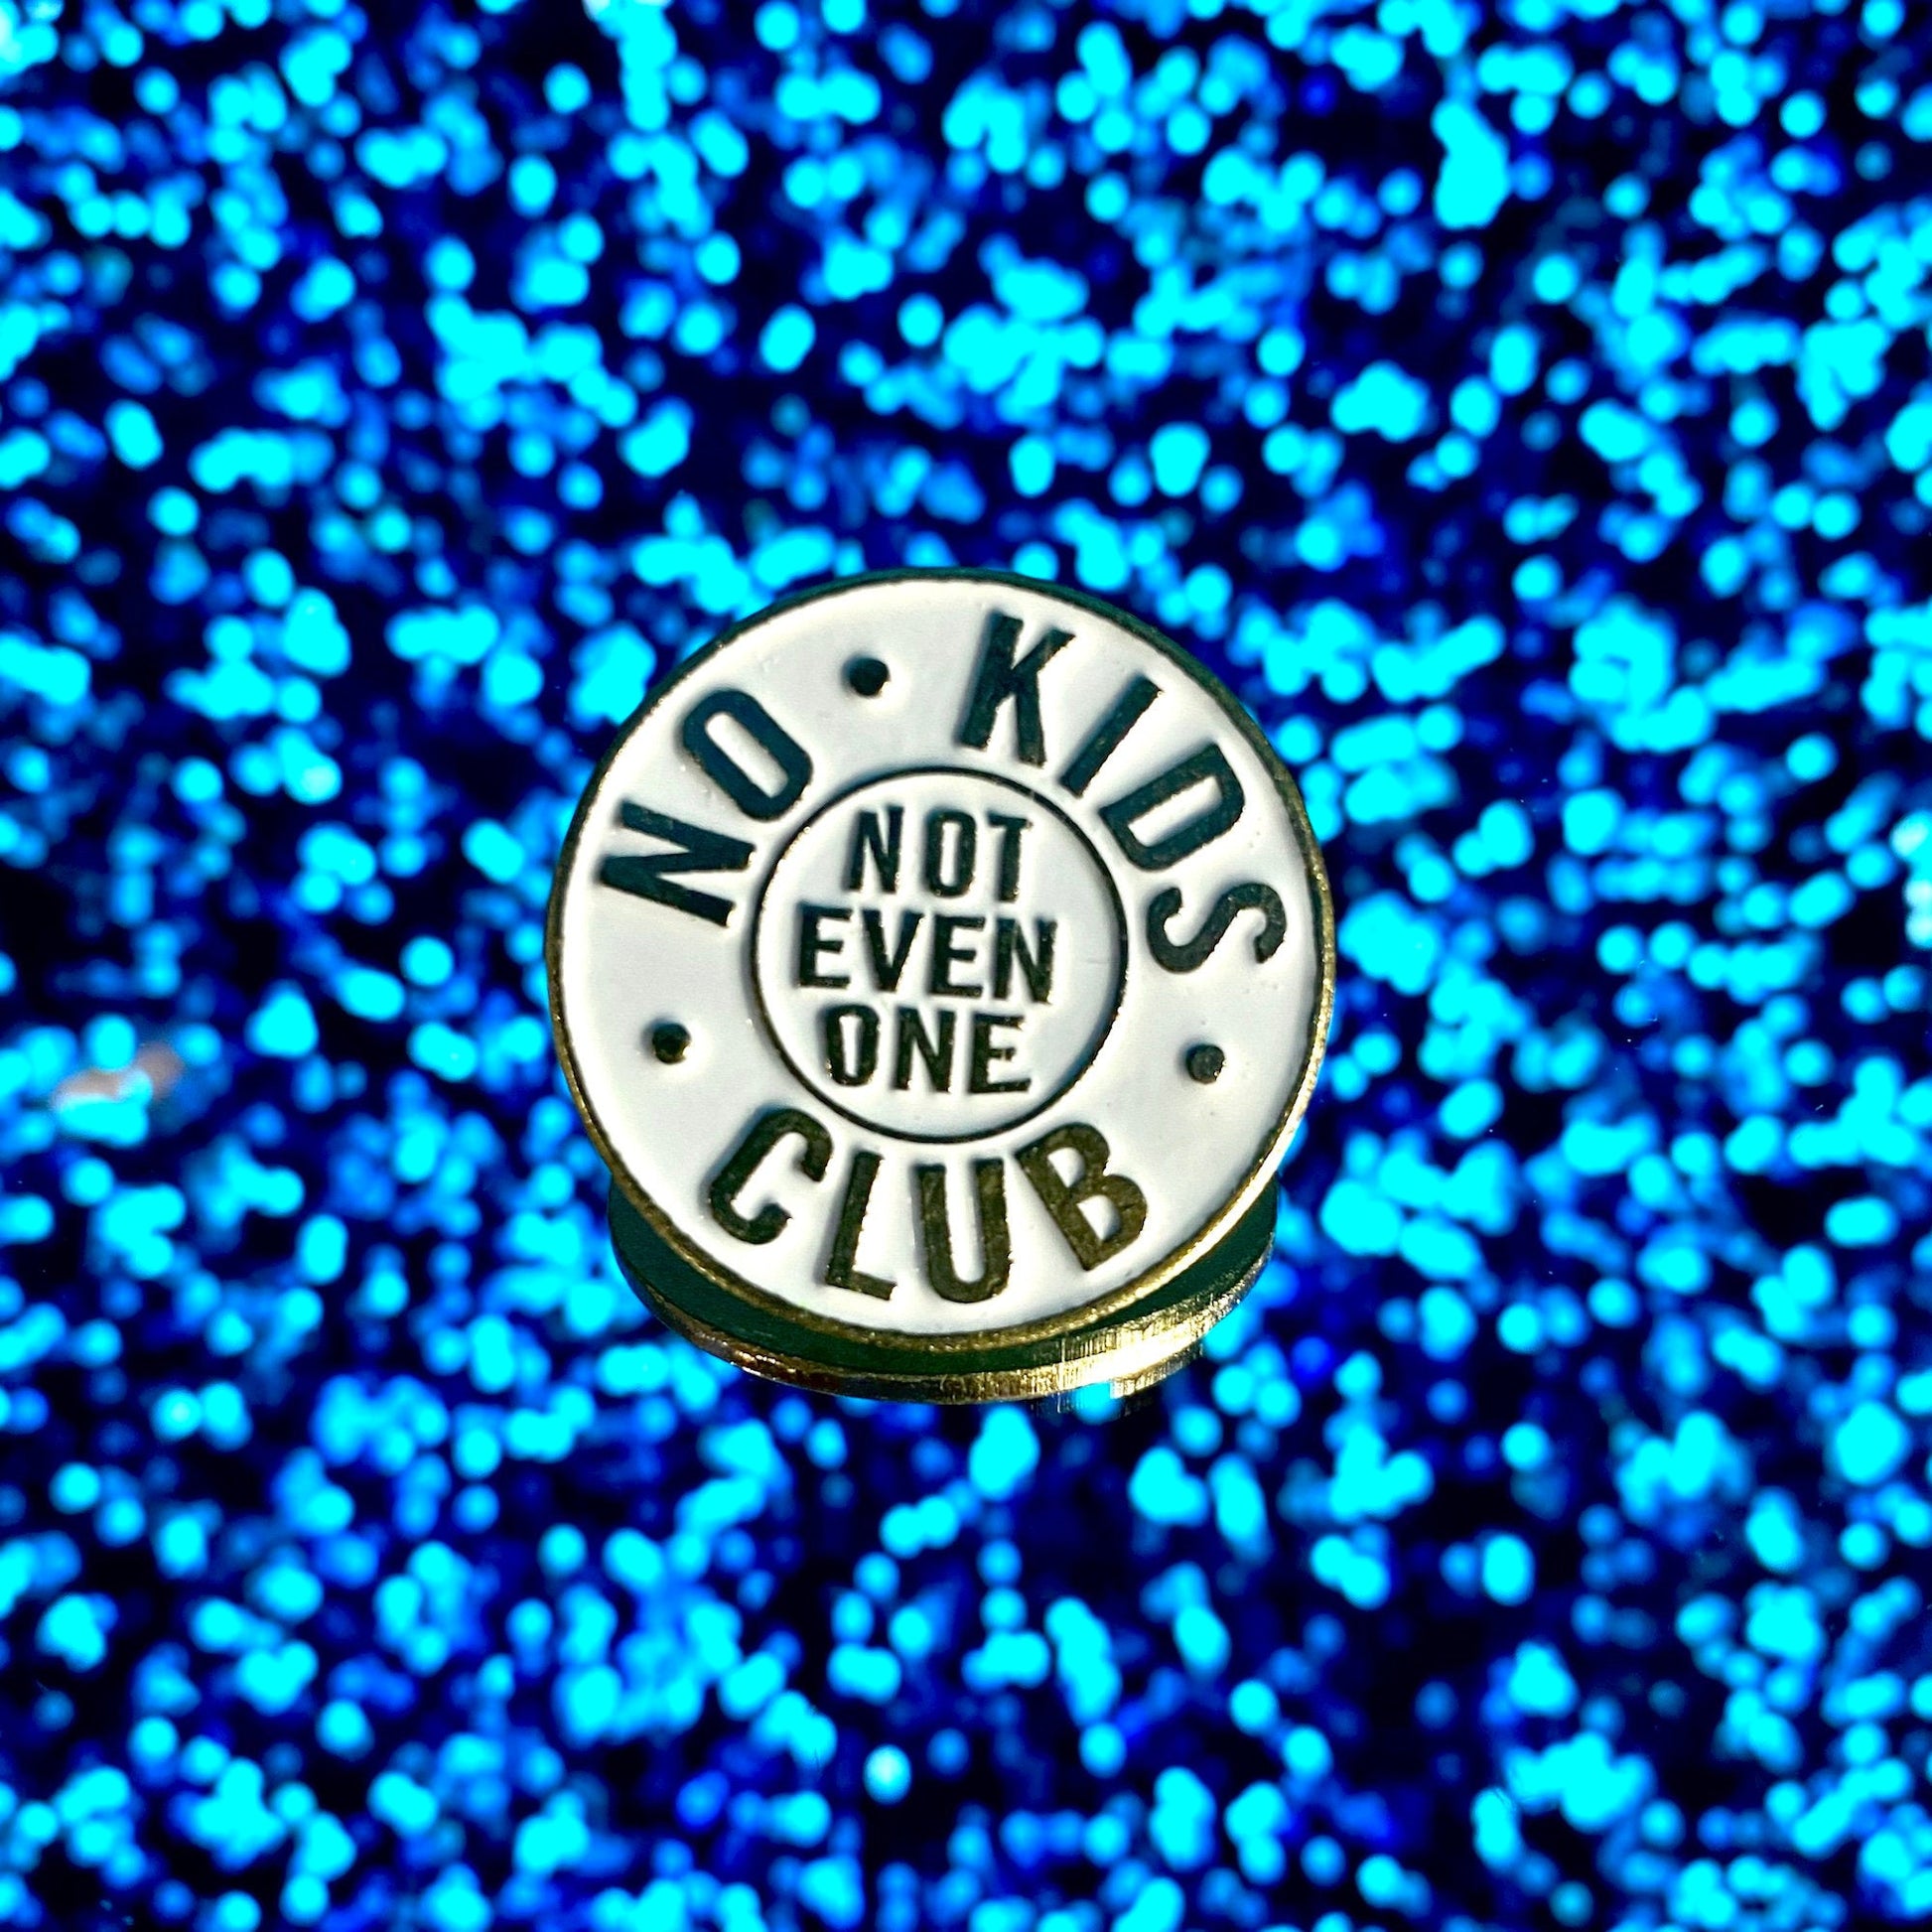 NO • KIDS • CLUB •
NOT
EVEN
ONE